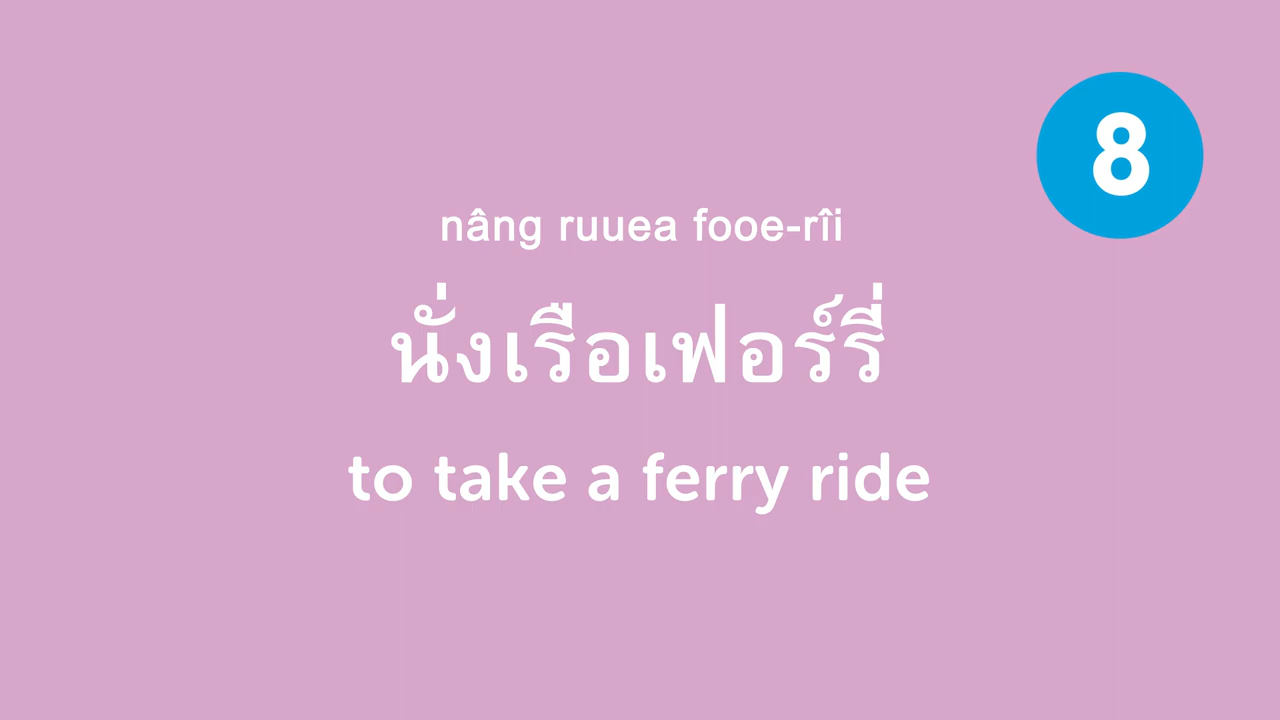 8
nâng ruuea fooe-rîi
นั่งเรือเฟอร์รี่
to take a ferry ride